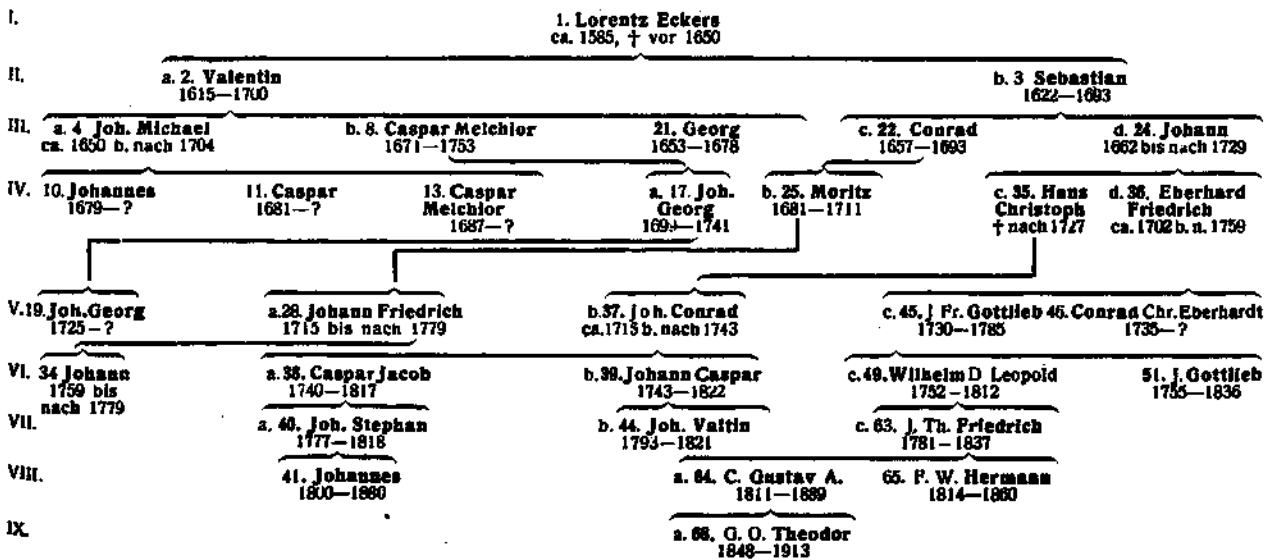 I. 1. Lorentz Eckers
ca. 1585, † vor 1650
II. a. 2. Valentin b. 3 Sebastian
1615—1700 1622—1693
III. a. 4 Joh. Michael b. 8. Caspar Melchior 21. Georg c. 22. Conrad d. 24. Johann
ca. 1650 b. nach 1704 1671—1753 1653—1678 1657—1693 1662 bis nach 1729
IV. 10. Johannes 11. Caspar 13. Caspar a. 17. Joh. b. 25. Moritz c. 35. Hans d. 36. Eberhard
1679—? 1681—? Melchior Georg 1681—1711 Christoph Friedrich
1687—? 1699—1741 † nach 1727 ca. 1702 b. n. 1759
V. 19. Joh. Georg a. 28. Johann Friedrich b. 37. Joh. Conrad c. 45. J Fr. Gottlieb 46. Conrad Chr. Eberhardt
1725—? 1715 bis nach 1779 ca. 1715 b. nach 1743 1730—1785 1735—?
VI. 34 Johann a. 38. Caspar Jacob b. 39. Johann Caspar c. 49. Wilhelm D Leopold 51. J. Gottlieb
1759 bis 1740—1817 1743—1822 1752—1812 1755—1836
nach 1779
VII. a. 40. Joh. Stephan b. 44. Joh. Valtin c. 63. J. Th. Friedrich
1777—1818 1793—1821 1781—1837
VIII. 41. Johannes a. 64. C. Gustav A. 65. F. W. Hermann
1800—1880 1811—1889 1814—1860
IX. a. 66. G. O. Theodor
1848—1913